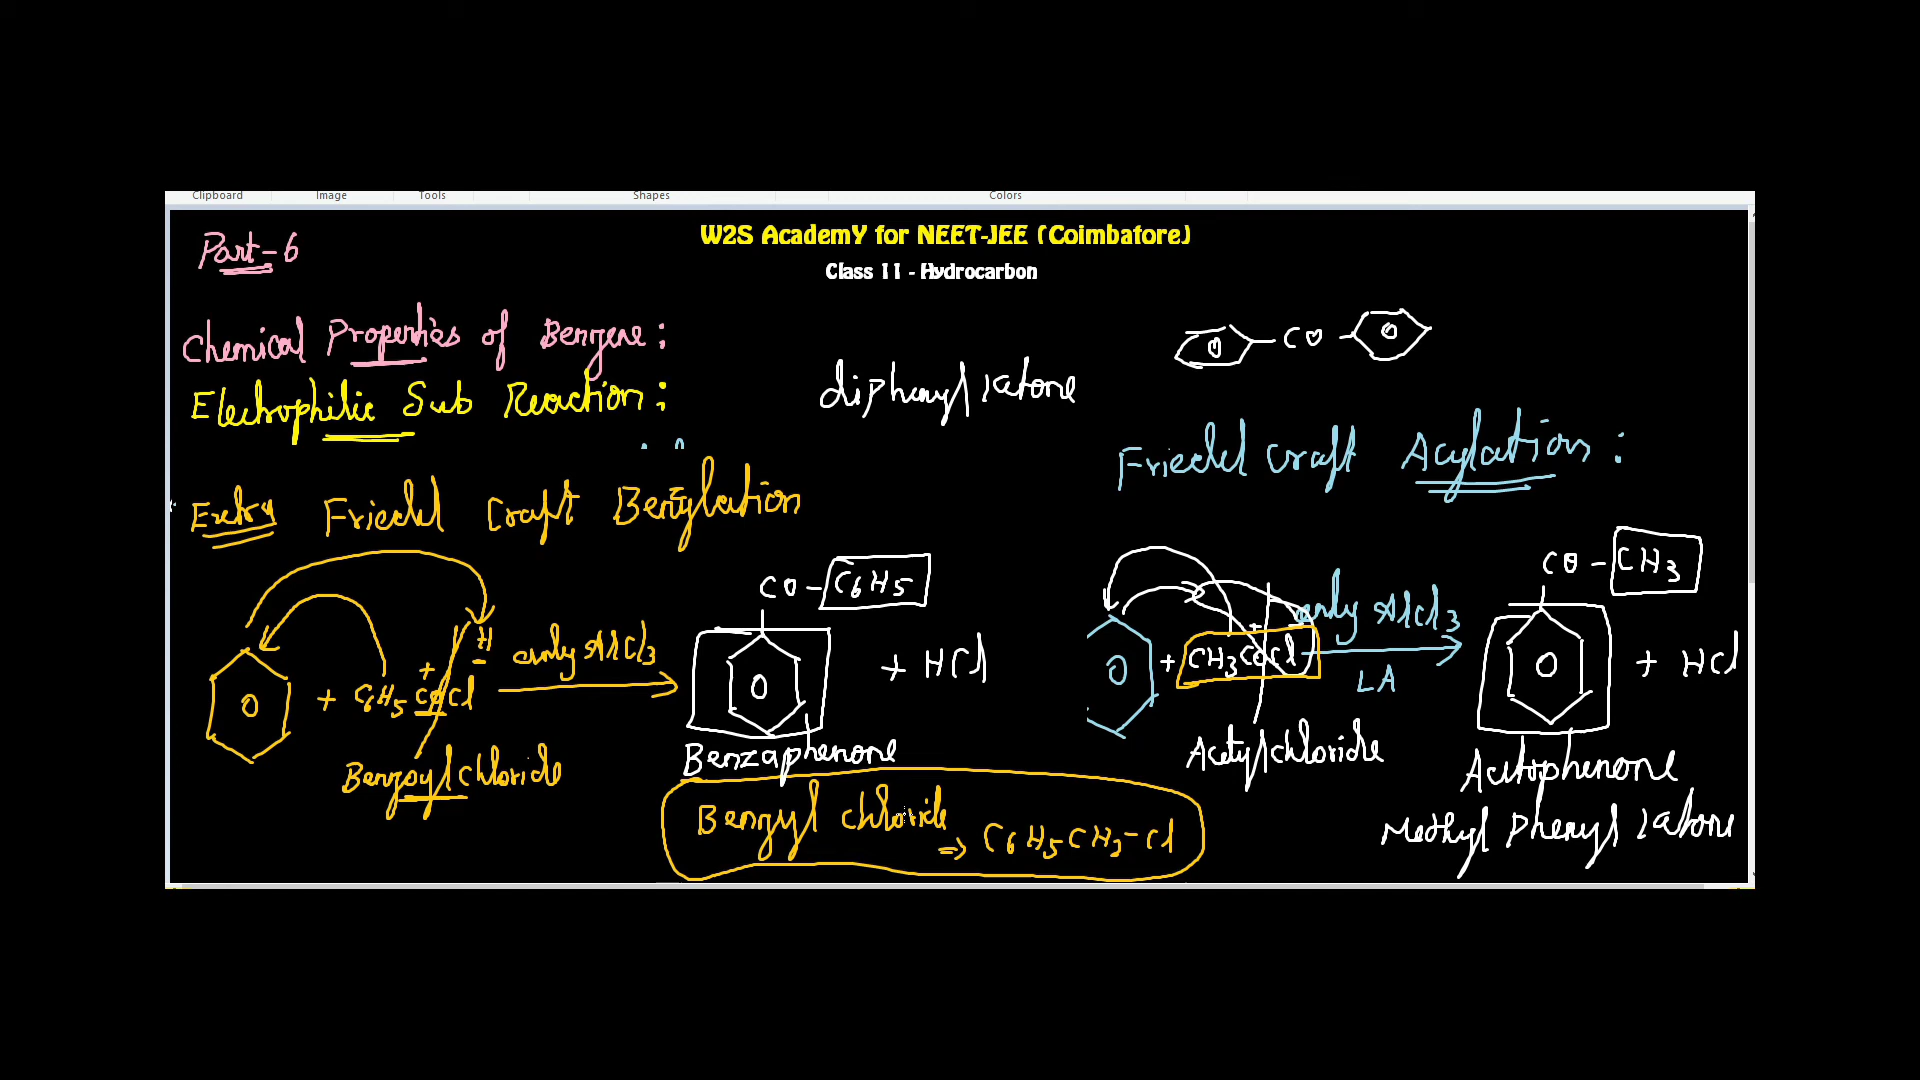 Clipboard Image Tools Shapes Colors
W2S AcademY for NEET-JEE (Coimbatore)
Class 11 - Hydrocarbon
Part-6
Chemical Properties of Benzene:
Electrophilic Sub Reaction:
CO
diphenyl ketone
Friedel Craft Acylation:
Extra Friedel Craft Benzylation
CO - C6H5
CO - CH3
+ C6H5 COCl
+
H
anhy AlCl3
+ HCl
+ CH3COCl
+
anhy AlCl3
LA
+ HCl
Benzoyl chloride
Benzaphenone
Acetyl chloride
Acetophenone
Methyl Phenyl ketone
Benzyl chloride
=> C6H5CH2-Cl